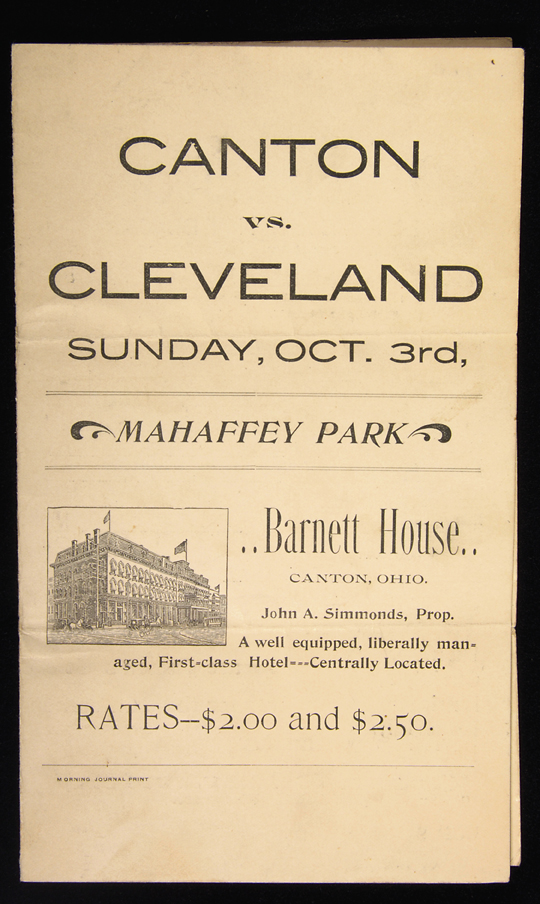 CANTON
vs.
CLEVELAND
SUNDAY, OCT. 3rd,
MAHAFFEY PARK
..Barnett House..
CANTON, OHIO.
John A. Simmonds, Prop.
A well equipped, liberally man=
aged, First=class Hotel===Centrally Located.
RATES--$2.00 and $2.50.
MORNING JOURNAL PRINT